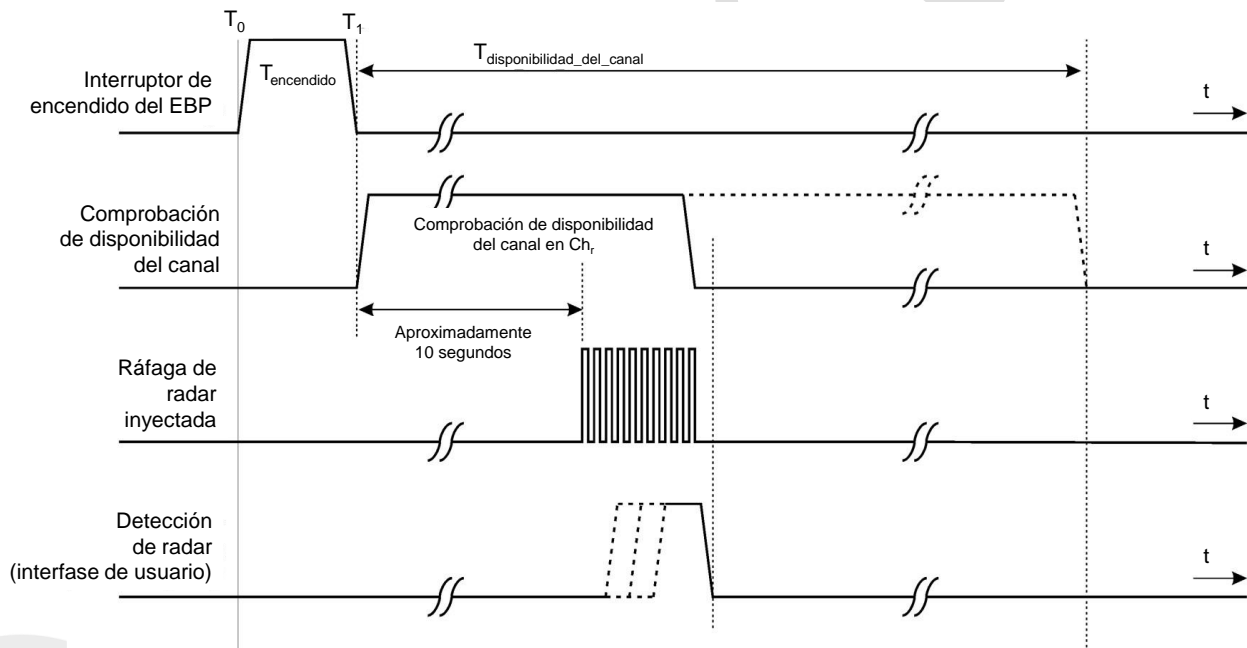 T0
T1
Tdisponibilidad_del_canal
Interruptor de
encendido del EBP
Tencendido
t
Comprobación
de disponibilidad
del canal
Comprobación de disponibilidad
del canal en Chr
t
Aproximadamente
10 segundos
Ráfaga de
radar
inyectada
t
Detección
de radar
(interfase de usuario)
t